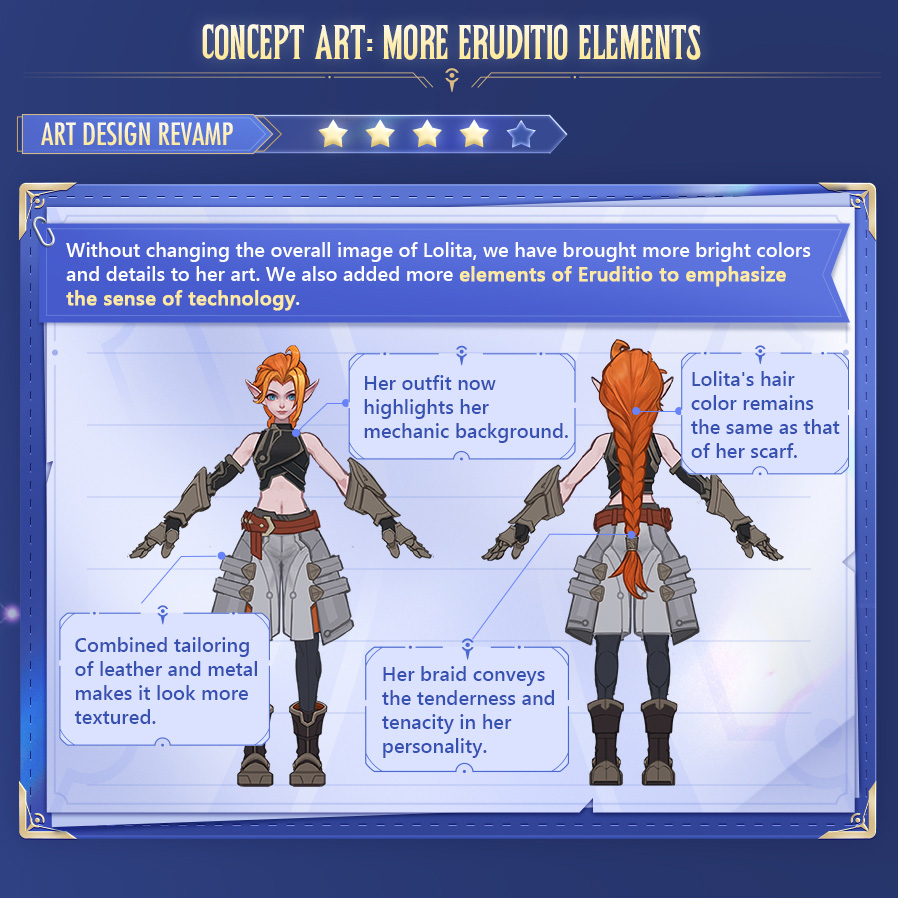 CONCEPT ART: MORE ERUDITIO ELEMENTS
ART DESIGN REVAMP
Without changing the overall image of Lolita, we have brought more bright colors
and details to her art. We also added more elements of Eruditio to emphasize
the sense of technology.
Her outfit now
highlights her
mechanic background.
Lolita's hair
color remains
the same as that
of her scarf.
Combined tailoring
of leather and metal
makes it look more
textured.
Her braid conveys
the tenderness and
tenacity in her
personality.